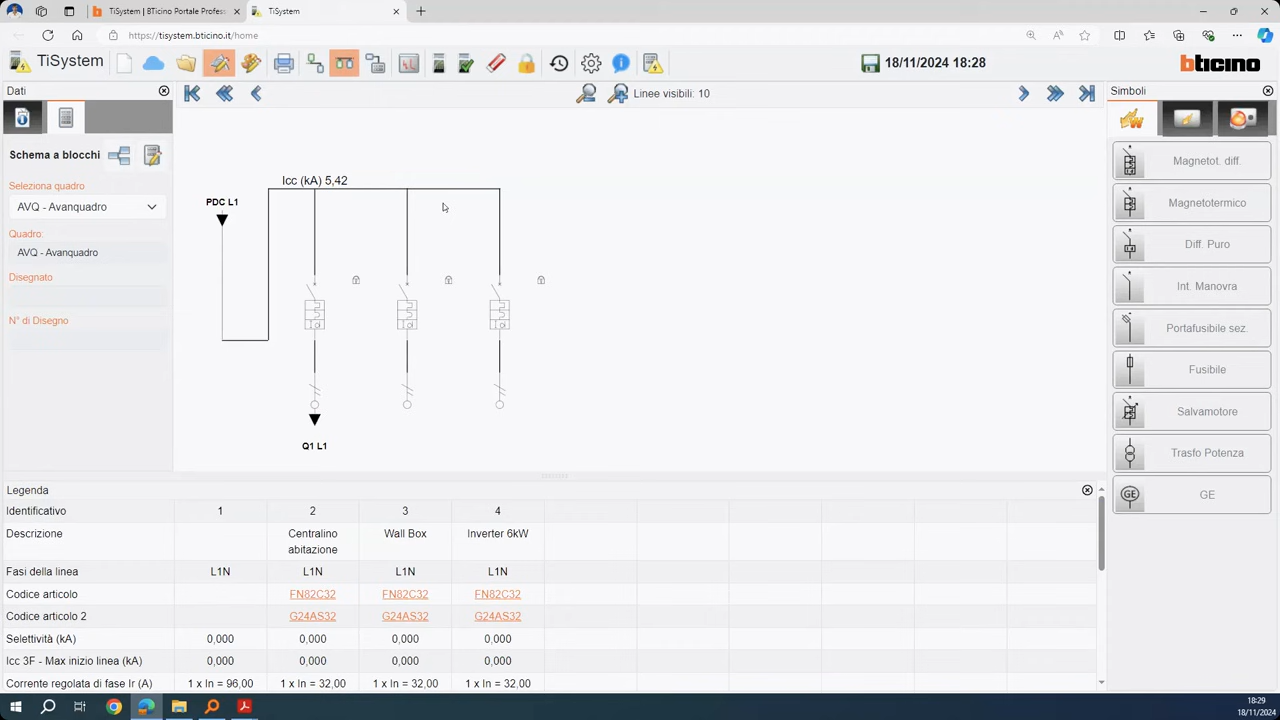 TiSystem | BTicino Portale Profess
TiSystem
https://tisystem.bticino.it/home
TiSystem
18/11/2024 18:28
bticino
Dati
Linee visibili: 10
Simboli
Schema a blocchi
Seleziona quadro
AVQ - Avanquadro
Quadro:
AVQ - Avanquadro
Disegnato
N° di Disegno
Icc (kA) 5,42
PDC L1
Q1 L1
Magnetot. diff.
Magnetotermico
Diff. Puro
Int. Manovra
Portafusibile sez.
Fusibile
Salvamotore
Trasfo Potenza
GE GE
Legenda
Identificativo 1 2 3 4
Descrizione Centralino abitazione Wall Box Inverter 6kW
Fasi della linea L1N L1N L1N L1N
Codice articolo FN82C32 FN82C32 FN82C32
Codice articolo 2 G24AS32 G24AS32 G24AS32
Selettività (kA) 0,000 0,000 0,000 0,000
Icc 3F - Max inizio linea (kA) 0,000 0,000 0,000 0,000
Corrente regolata di fase Ir (A) 1 x In = 96,00 1 x In = 32,00 1 x In = 32,00 1 x In = 32,00
18:29
18/11/2024